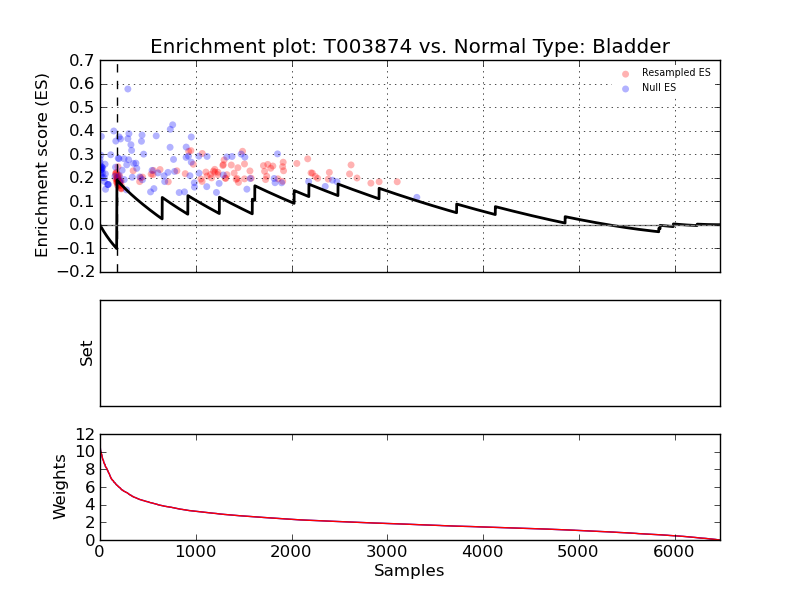 Enrichment plot: T003874 vs. Normal Type: Bladder
Enrichment score (ES)
0.7
0.6
0.5
0.4
0.3
0.2
0.1
0.0
−0.1
−0.2
Resampled ES
Null ES
Set
Weights
12
10
8
6
4
2
0
0 1000 2000 3000 4000 5000 6000
Samples